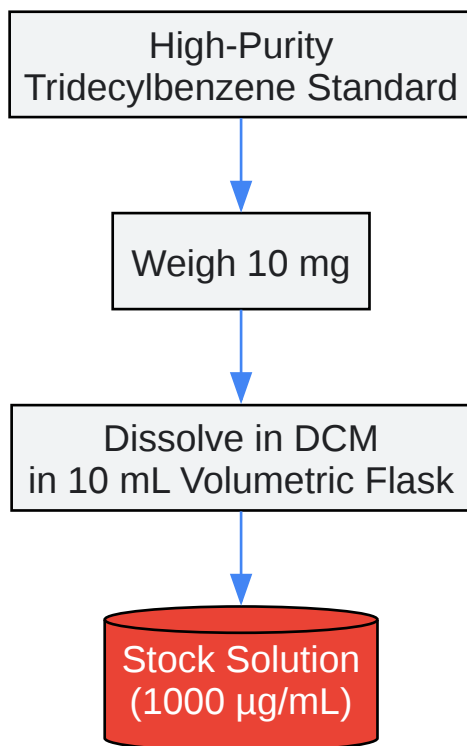 High-Purity
Tridecylbenzene Standard
Weigh 10 mg
Dissolve in DCM
in 10 mL Volumetric Flask
Stock Solution
(1000 µg/mL)